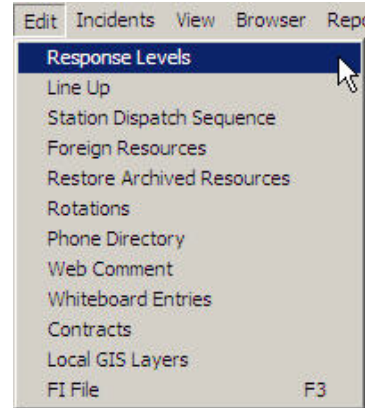 Edit Incidents View Browser Repo
Response Levels
Line Up
Station Dispatch Sequence
Foreign Resources
Restore Archived Resources
Rotations
Phone Directory
Web Comment
Whiteboard Entries
Contracts
Local GIS Layers
FI File F3